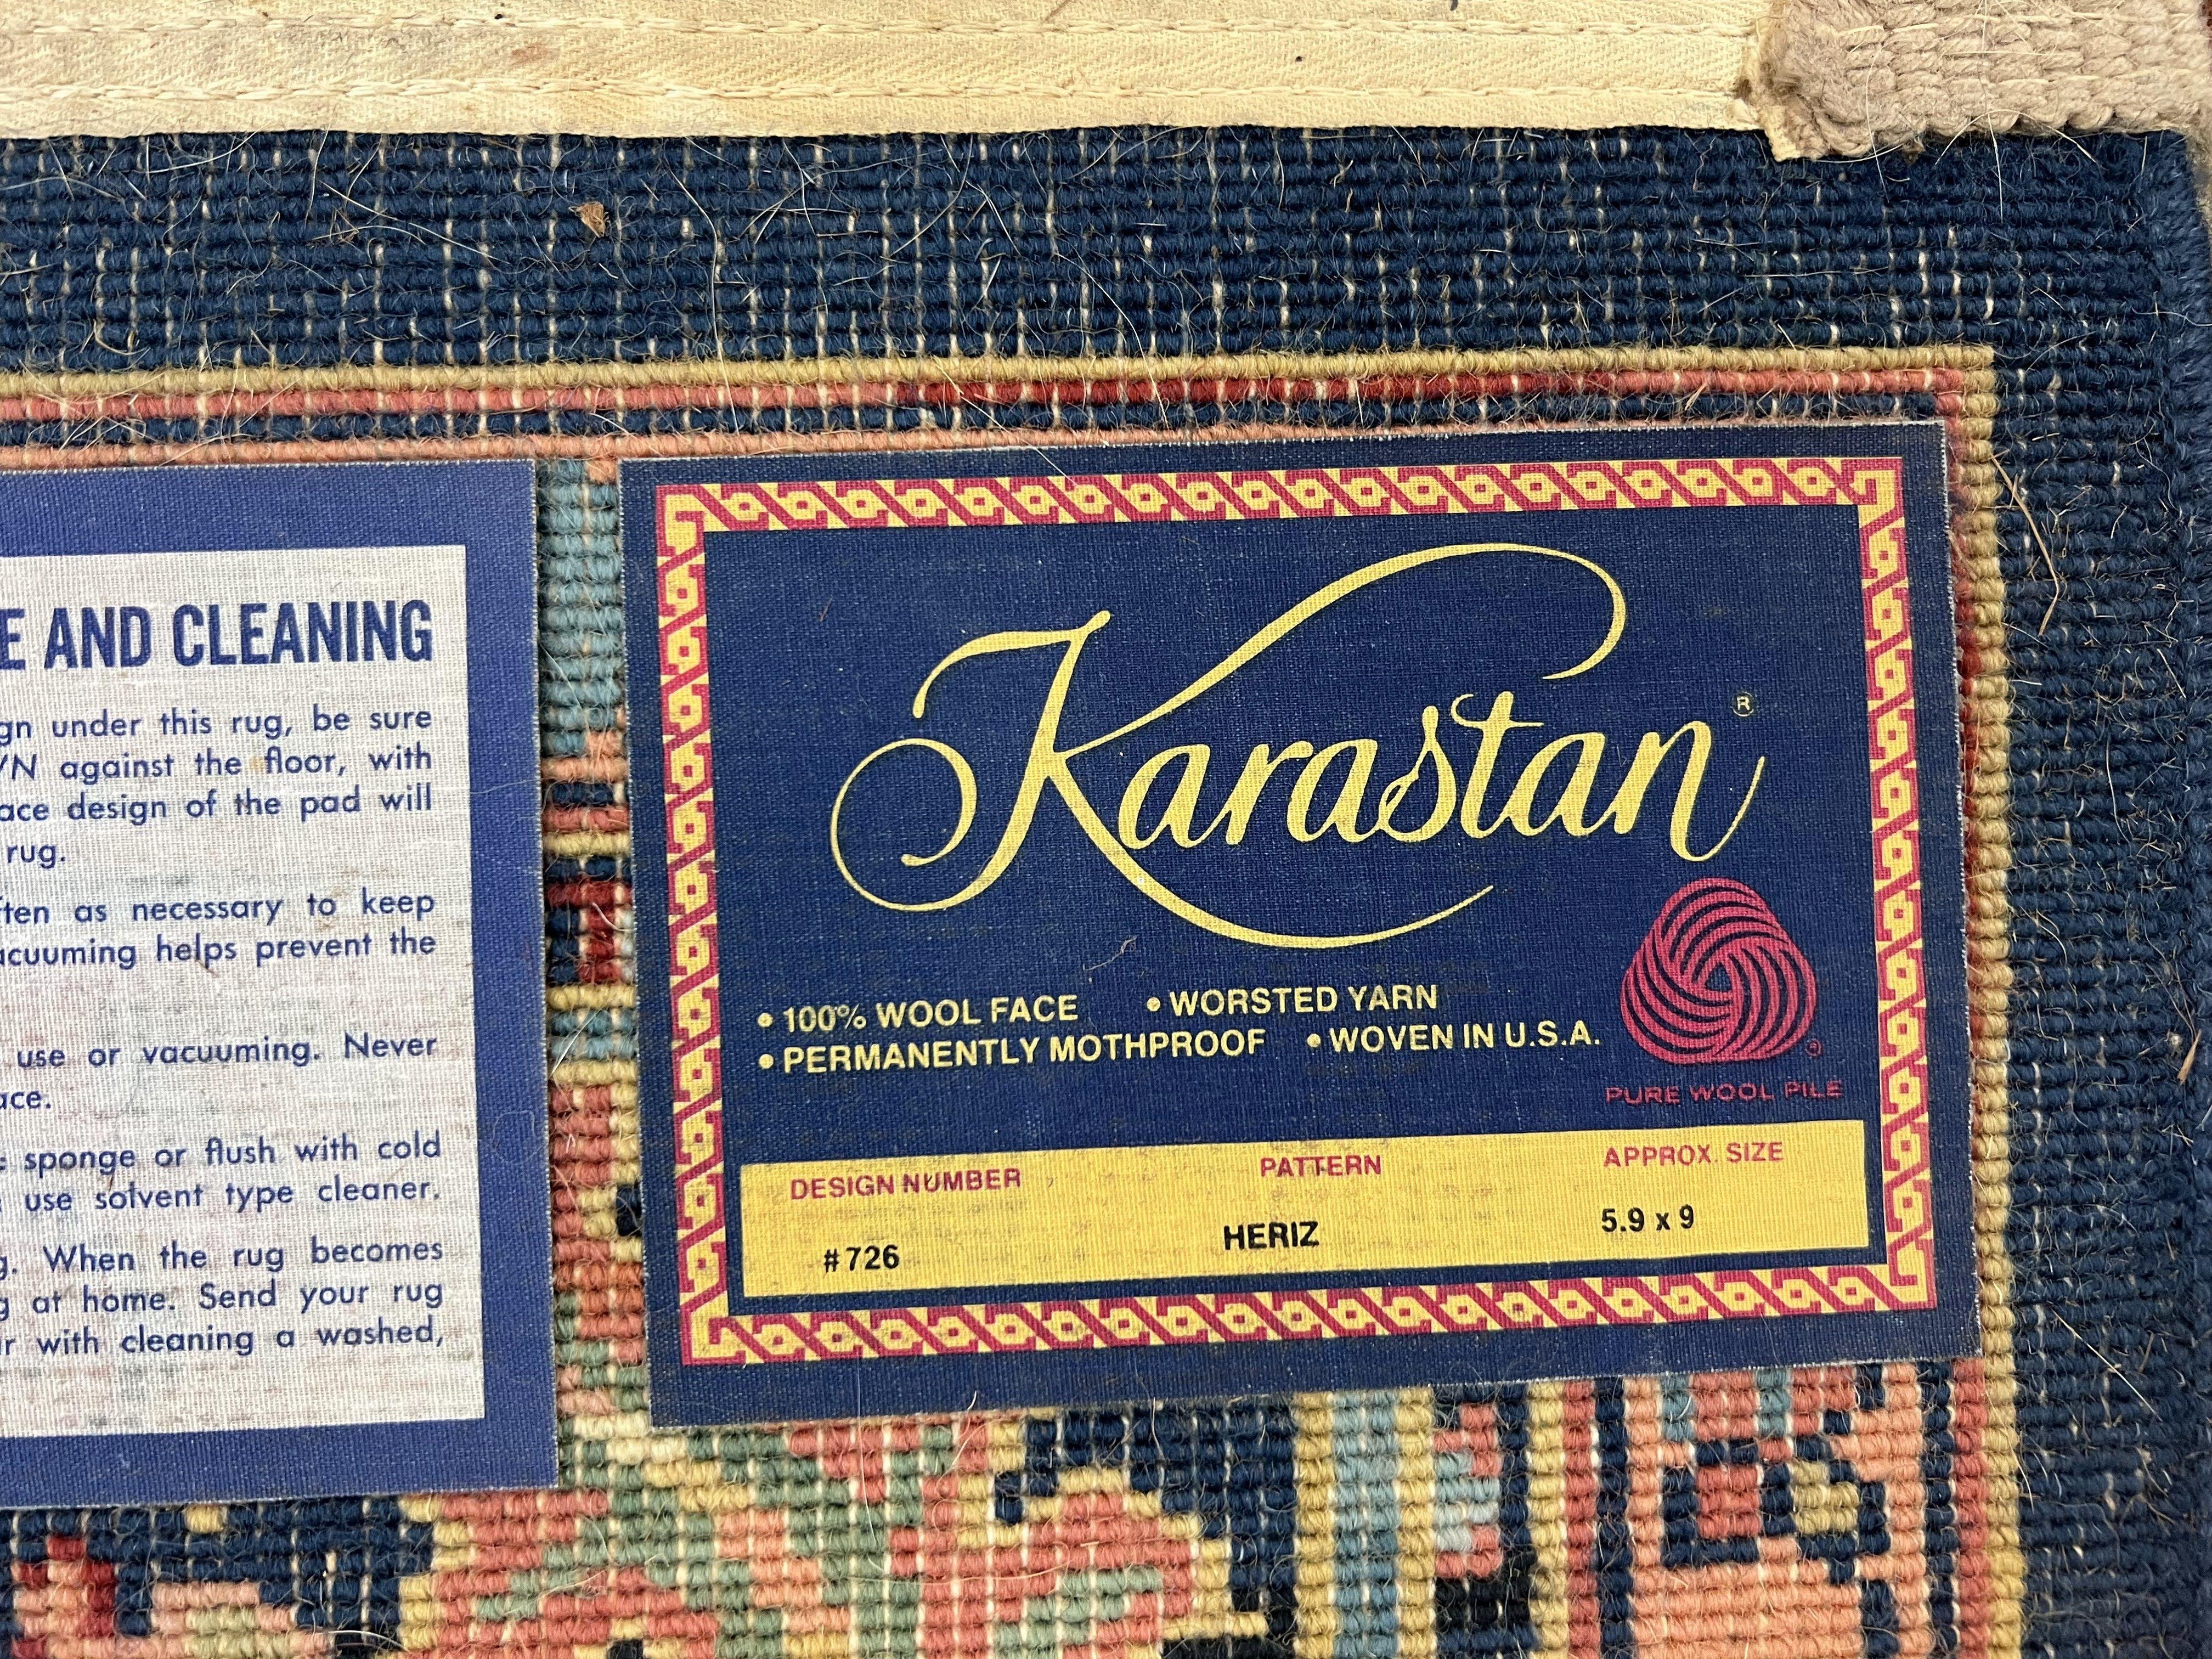 E AND CLEANING
gn under this rug, be sure
against the floor, with
ace design of the pad will
rug.
ten as necessary to keep
acuuming helps prevent the
use or vacuuming. Never
ace.
sponge or flush with cold
use solvent type cleaner.
g. When the rug becomes
g at home. Send your rug
r with cleaning a washed,
Karastan ®
• 100% WOOL FACE • WORSTED YARN
• PERMANENTLY MOTHPROOF • WOVEN IN U.S.A.
PURE WOOL PILE
DESIGN NUMBER PATTERN APPROX. SIZE
#726 HERIZ 5.9 x 9